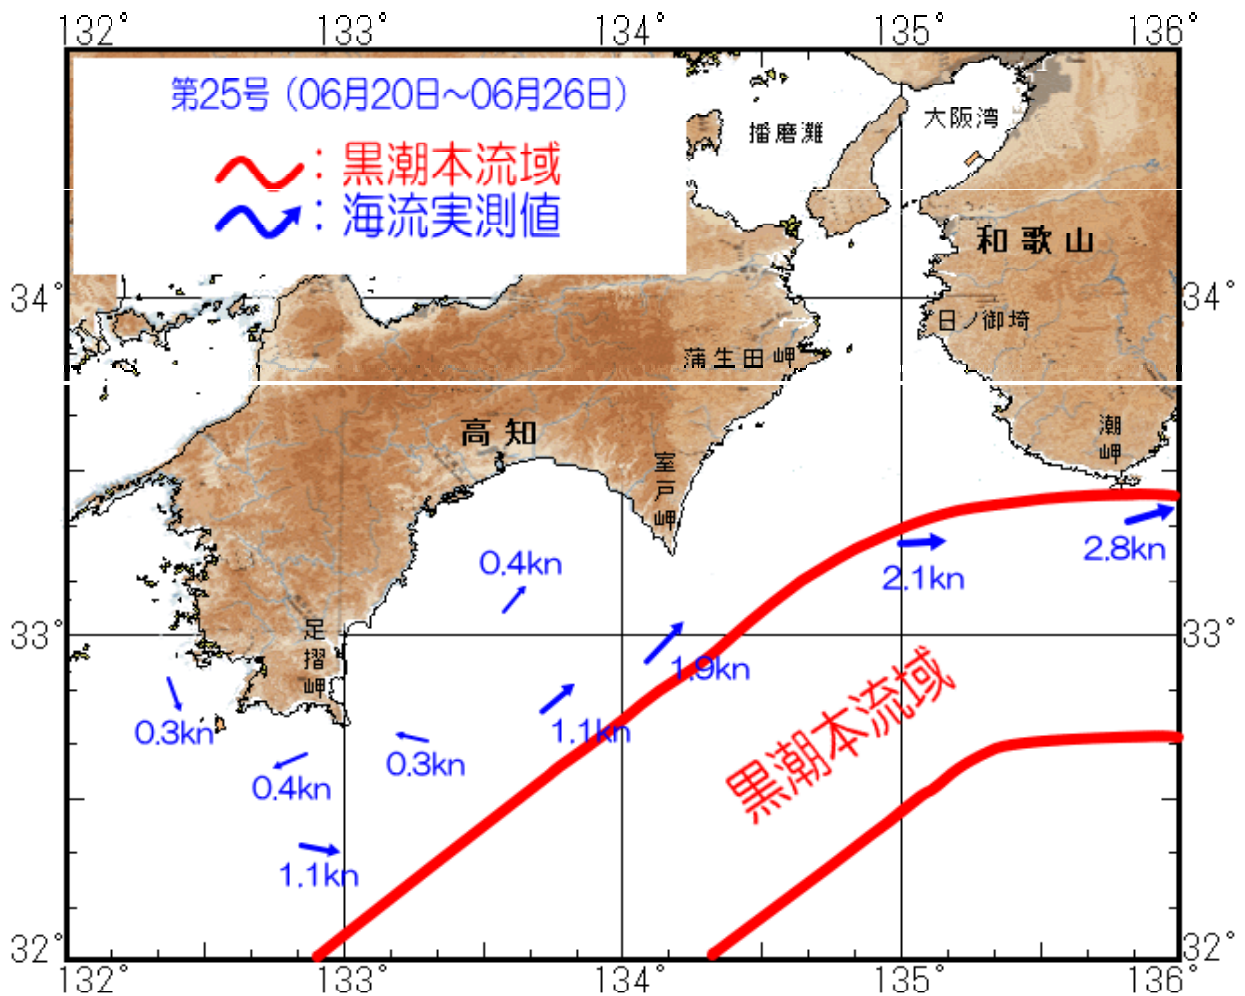 132° 133° 134° 135° 136°
第25号（06月20日～06月26日）
：黒潮本流域
：海流実測値
播磨灘
大阪湾
和歌山
34° 34°
日ノ御埼
蒲生田岬
高知
潮岬
室戸岬
0.4kn
2.1kn
2.8kn
33° 33°
足摺岬
1.9kn
0.3kn
1.1kn
0.3kn
0.4kn
黒潮本流域
1.1kn
32° 32°
132° 133° 134° 135° 136°